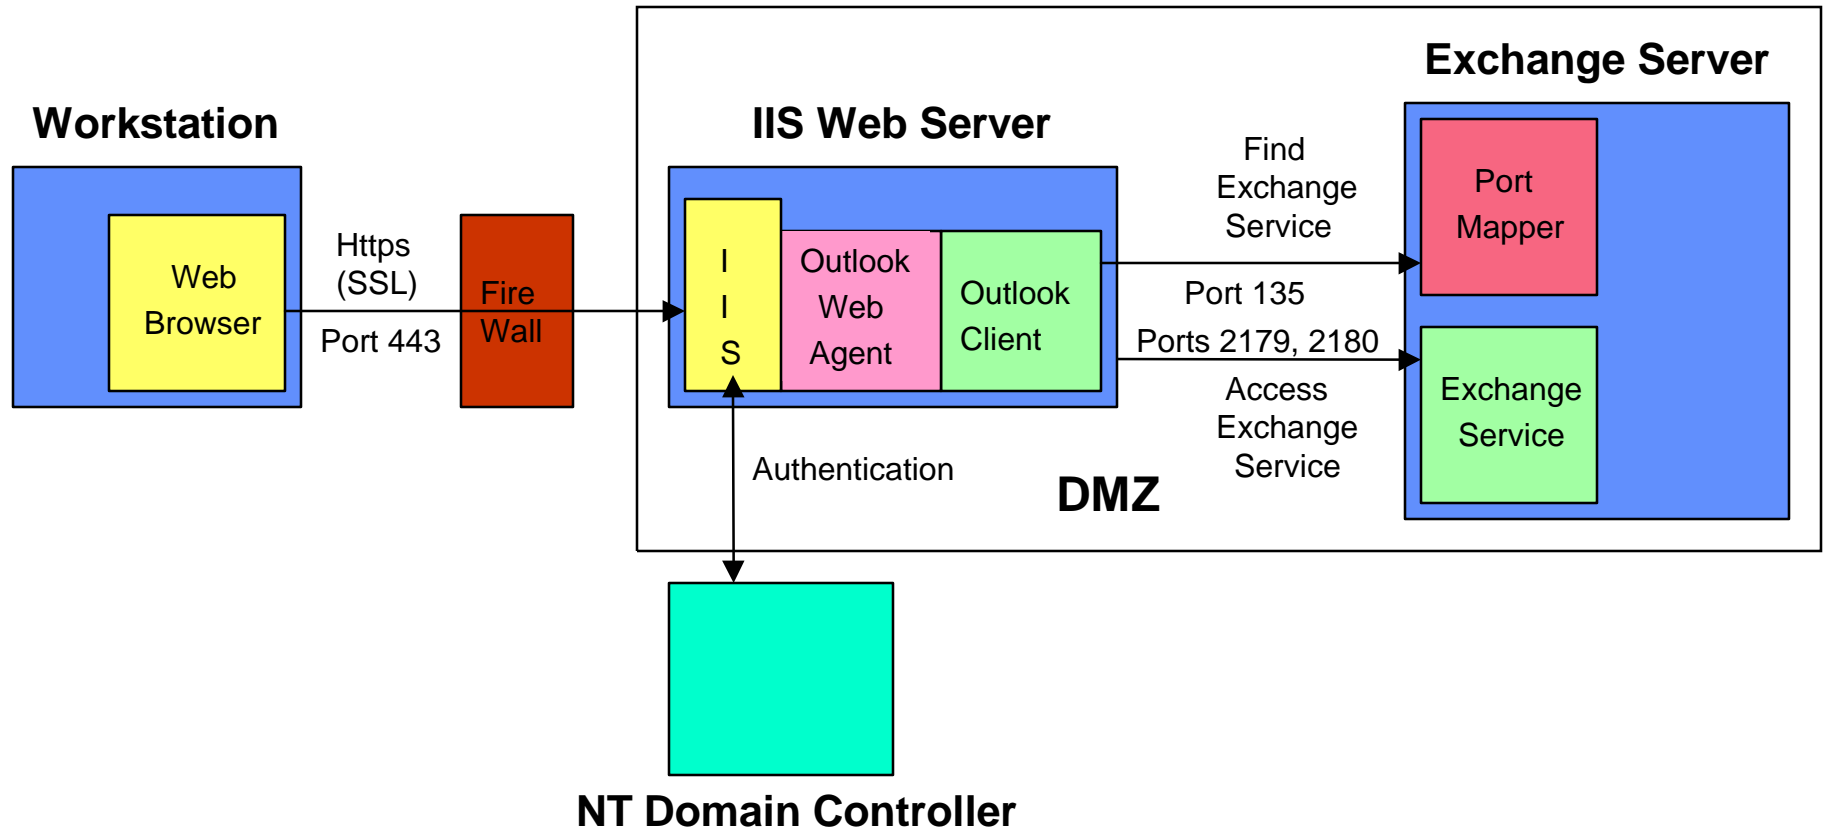 Workstation
Web
Browser
Https
(SSL)
Port 443
Fire
Wall
IIS Web Server
I
I
S
Outlook
Web
Agent
Outlook
Client
Authentication
NT Domain Controller
DMZ
Find
Exchange
Service
Port 135
Ports 2179, 2180
Access
Exchange
Service
Exchange Server
Port
Mapper
Exchange
Service